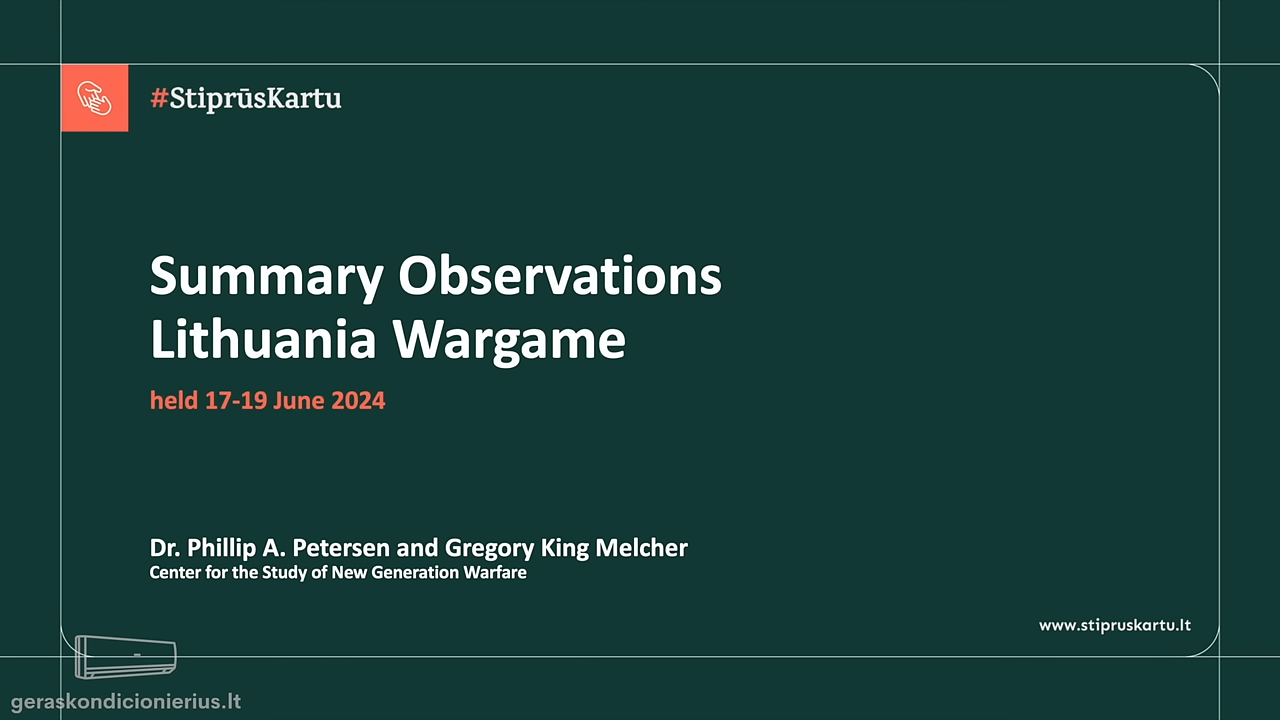 #StiprūsKartu
Summary Observations
Lithuania Wargame
held 17-19 June 2024
Dr. Phillip A. Petersen and Gregory King Melcher
Center for the Study of New Generation Warfare
www.stipruskartu.lt
geraskondicionierius.lt